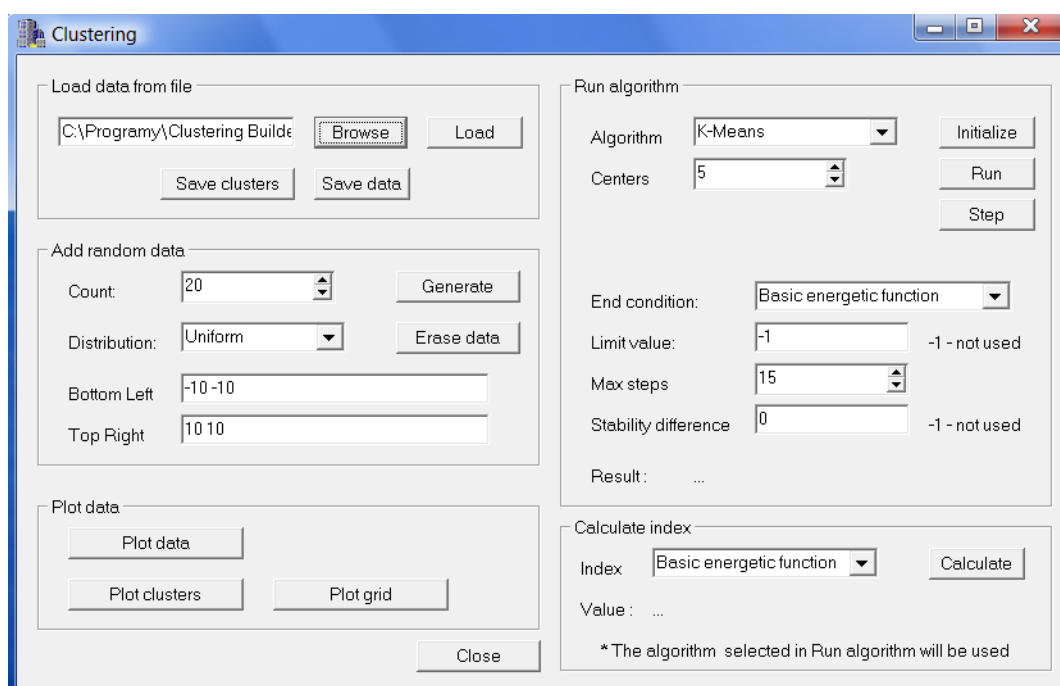 Clustering
Load data from file
C:\Programy\Clustering Builde
Browse
Load
Save clusters
Save data
Add random data
Count:
20
Generate
Distribution:
Uniform
Erase data
Bottom Left
-10 -10
Top Right
10 10
Plot data
Plot data
Plot clusters
Plot grid
Close
Run algorithm
Algorithm
K-Means
Initialize
Centers
5
Run
Step
End condition:
Basic energetic function
Limit value:
-1
-1 - not used
Max steps
15
Stability difference
0
-1 - not used
Result :
...
Calculate index
Index
Basic energetic function
Calculate
Value :
...
* The algorithm selected in Run algorithm will be used